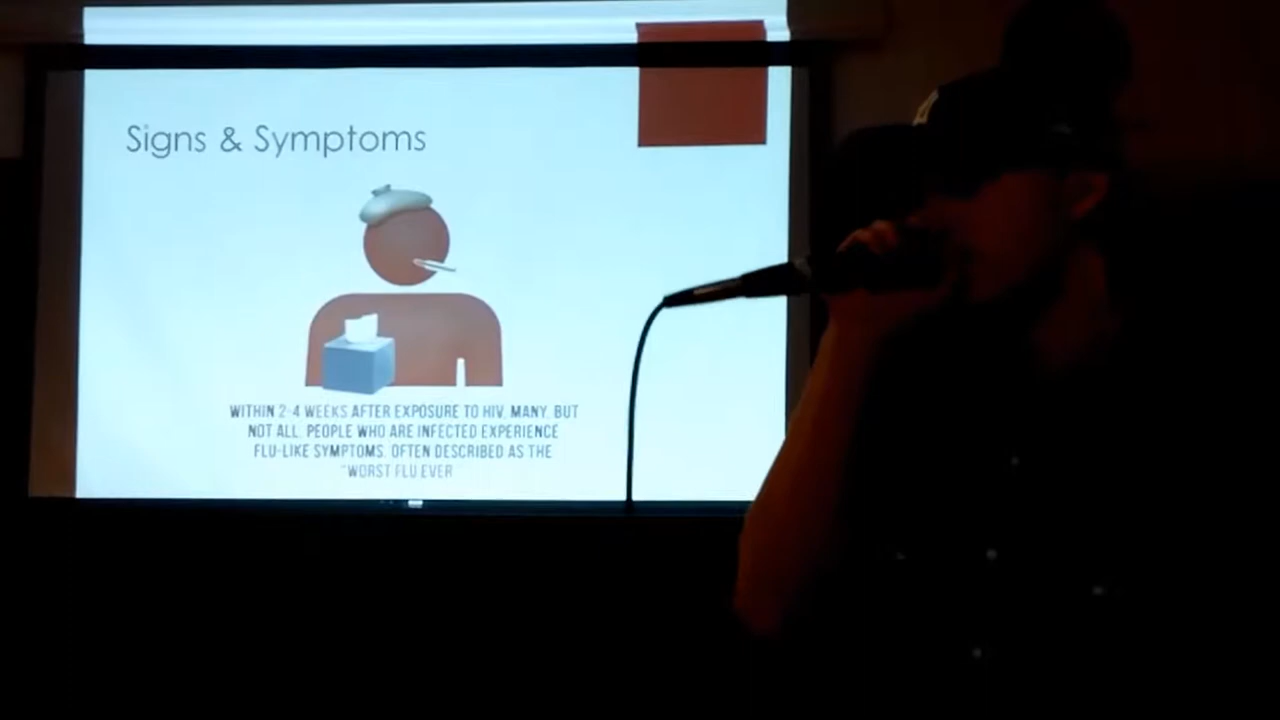 Signs & Symptoms
WITHIN 2-4 WEEKS AFTER EXPOSURE TO HIV, MANY, BUT
NOT ALL, PEOPLE WHO ARE INFECTED EXPERIENCE
FLU-LIKE SYMPTOMS, OFTEN DESCRIBED AS THE
"WORST FLU EVER